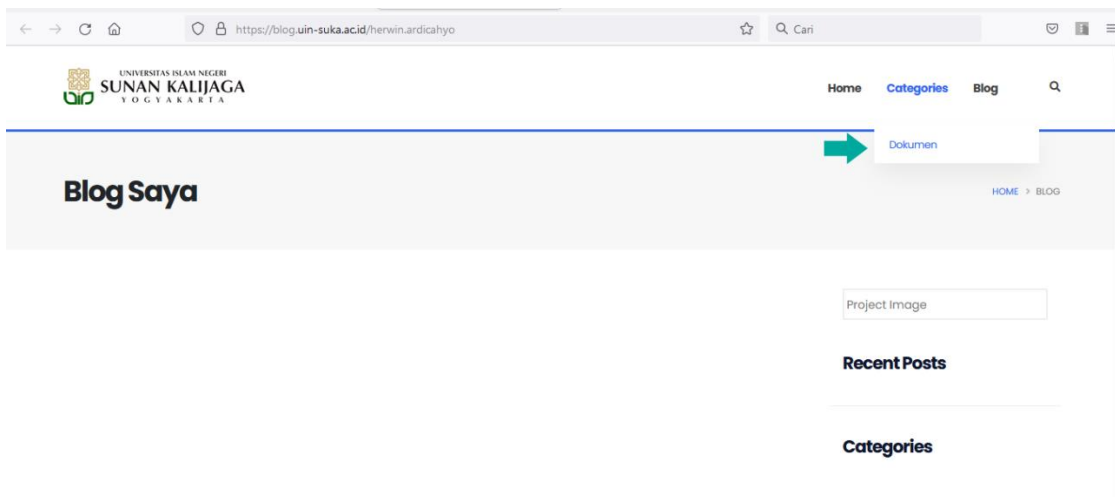 https://blog.uin-suka.ac.id/herwin.ardicahyo
Cari
UNIVERSITAS ISLAM NEGERI
SUNAN KALIJAGA
YOGYAKARTA
Home Categories Blog
Dokumen
Blog Saya
HOME > BLOG
Project Image
Recent Posts
Categories